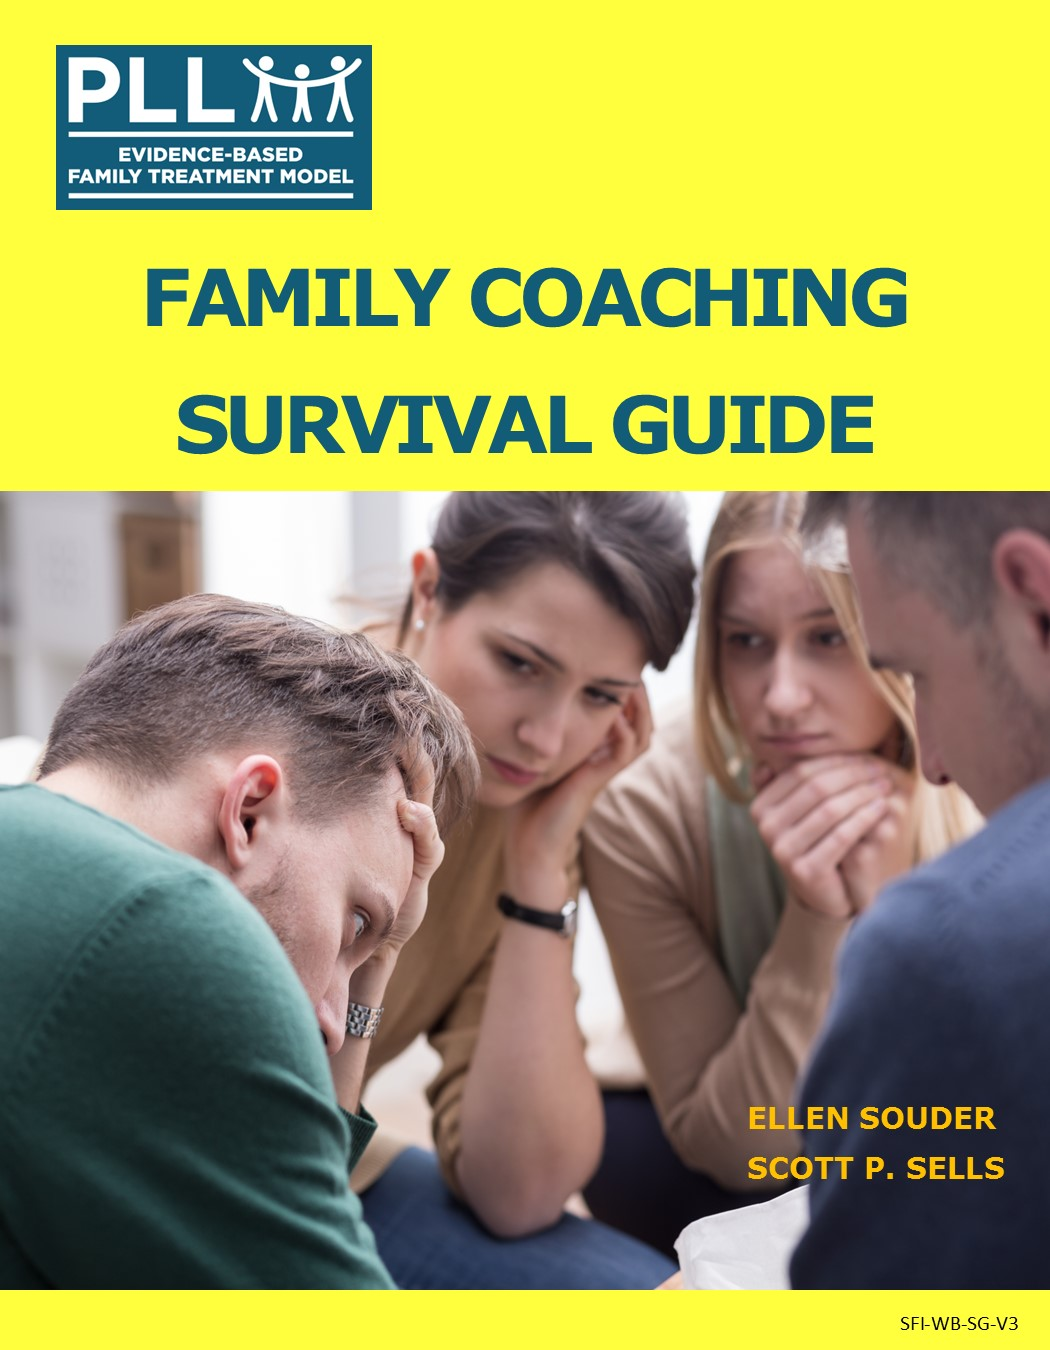 PLL
EVIDENCE-BASED
FAMILY TREATMENT MODEL
FAMILY COACHING
SURVIVAL GUIDE
ELLEN SOUDER
SCOTT P. SELLS
SFI-WB-SG-V3